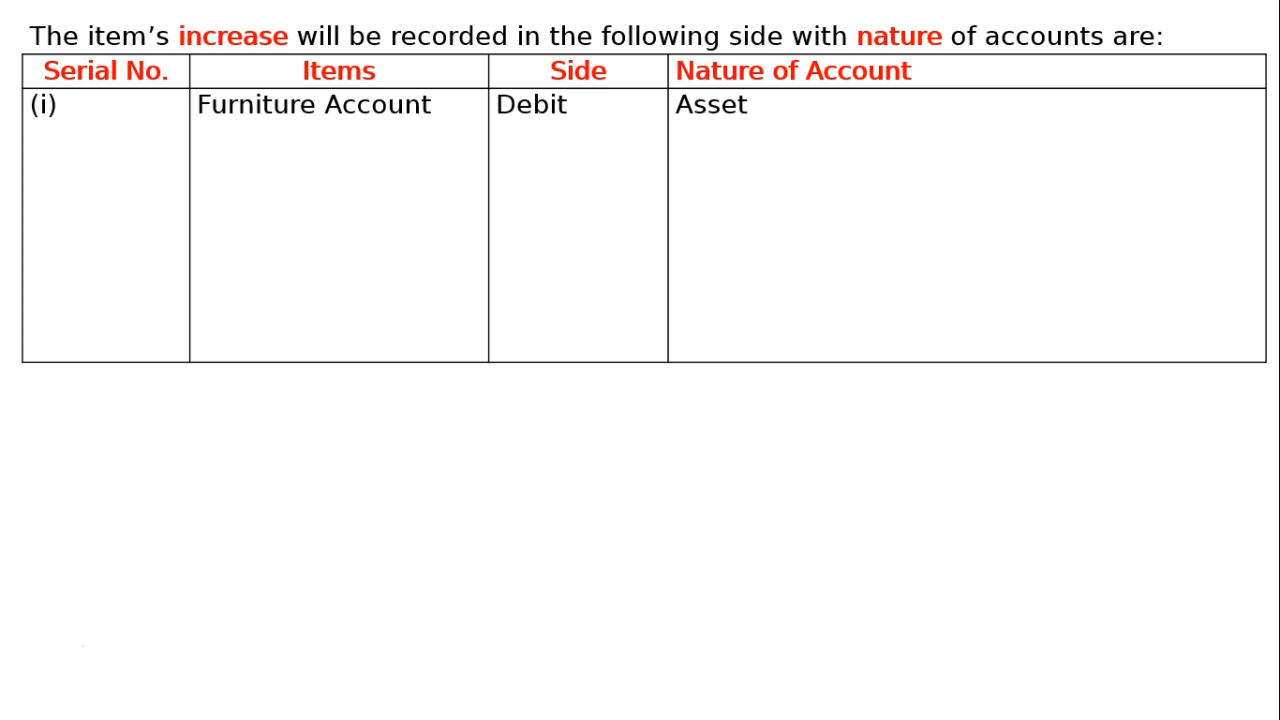 The item’s increase will be recorded in the following side with nature of accounts are:
Serial No. Items Side Nature of Account
(i) Furniture Account Debit Asset